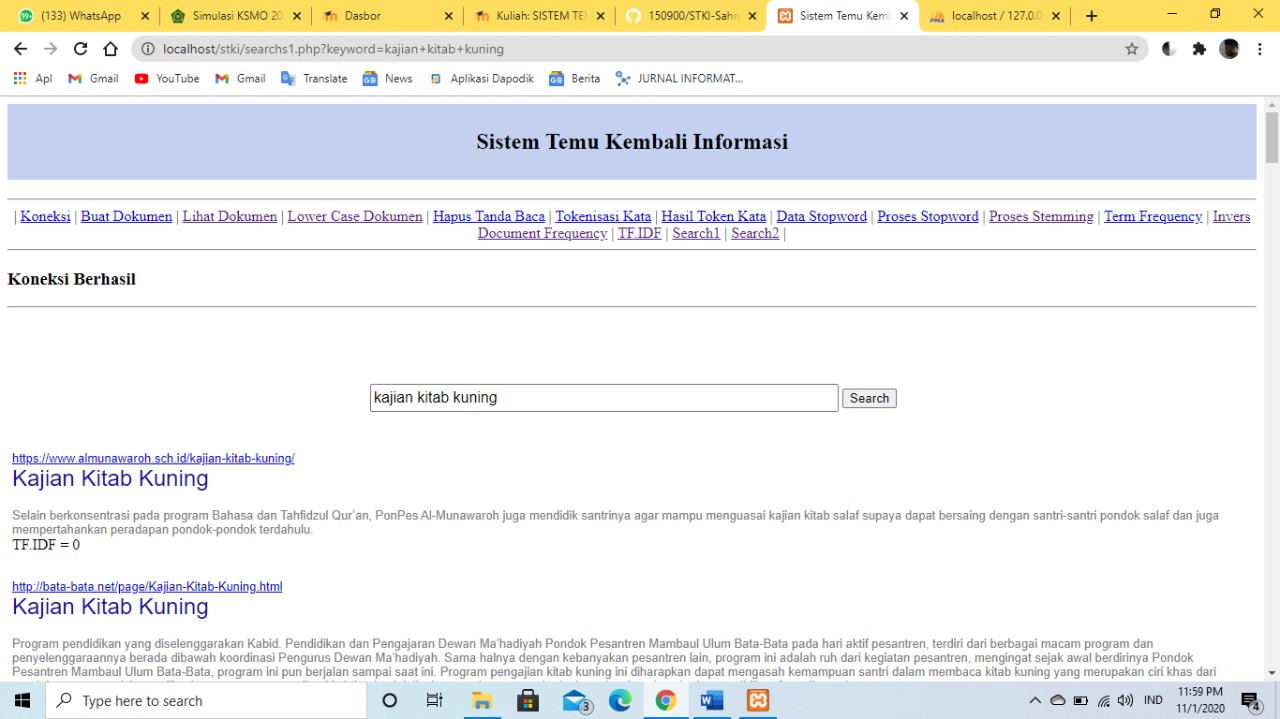 (133) WhatsApp
Simulasi KSMO 20
Dasbor
Kuliah: SISTEM TE
150900/STKI-Sahr
Sistem Temu Kemb
localhost / 127.0.0.
localhost/stki/searchs1.php?keyword=kajian+kitab+kuning
Apl
Gmail
YouTube
Gmail
Translate
News
Aplikasi Dapodik
Berita
JURNAL INFORMAT...
Sistem Temu Kembali Informasi
| Koneksi | Buat Dokumen | Lihat Dokumen | Lower Case Dokumen | Hapus Tanda Baca | Tokenisasi Kata | Hasil Token Kata | Data Stopword | Proses Stopword | Proses Stemming | Term Frequency | Invers
Document Frequency | TF.IDF | Search1 | Search2 |
Koneksi Berhasil
kajian kitab kuning
Search
https://www.almunawaroh.sch.id/kajian-kitab-kuning/
Kajian Kitab Kuning
Selain berkonsentrasi pada program Bahasa dan Tahfidzul Qur'an, PonPes Al-Munawaroh juga mendidik santrinya agar mampu menguasai kajian kitab salaf supaya dapat bersaing dengan santri-santri pondok salaf dan juga
mempertahankan peradapan pondok-pondok terdahulu.
TF.IDF = 0
http://bata-bata.net/page/Kajian-Kitab-Kuning.html
Kajian Kitab Kuning
Program pendidikan yang diselenggarakan Kabid. Pendidikan dan Pengajaran Dewan Ma'hadiyah Pondok Pesantren Mambaul Ulum Bata-Bata pada hari aktif pesantren, terdiri dari berbagai macam program dan
penyelenggaraannya berada dibawah koordinasi Pengurus Dewan Ma'hadiyah. Sama halnya dengan kebanyakan pesantren lain, program ini adalah ruh dari kegiatan pesantren, mengingat sejak awal berdirinya Pondok
Pesantren Mambaul Ulum Bata-Bata, program ini pun berjalan sampai saat ini. Program pengajian kitab kuning ini diharapkan dapat mengasah kemampuan santri dalam membaca kitab kuning yang merupakan ciri khas dari
Type here to search
3
IND
11:59 PM
11/1/2020
4